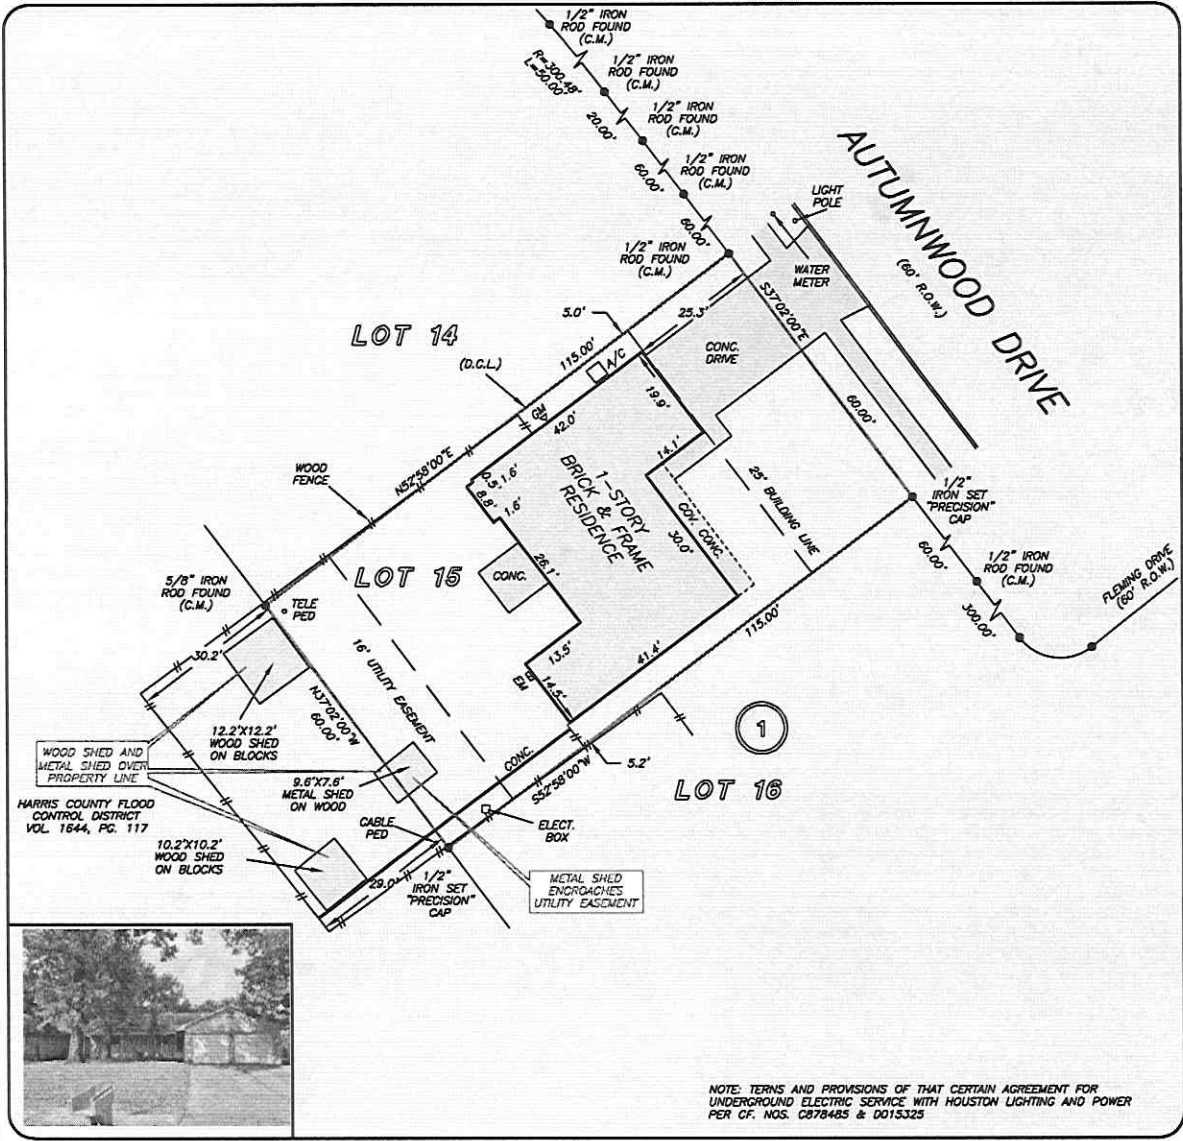 1/2" IRON
ROD FOUND
(C.M.)
R=300.48'
L=50.00'
1/2" IRON
ROD FOUND
(C.M.)
20.00'
1/2" IRON
ROD FOUND
(C.M.)
60.00'
1/2" IRON
ROD FOUND
(C.M.)
60.00'
1/2" IRON
ROD FOUND
(C.M.)
LIGHT
POLE
WATER
METER
AUTUMNWOOD DRIVE
(60' R.O.W.)
S37°02'00"E
60.00'
LOT 14
5.0'
25.3'
115.00'
(D.C.L.)
A/C
CONC.
DRIVE
GM
42.0'
19.9'
14.1'
N52°58'00"E
WOOD
FENCE
0.5'
1.6'
8.8'
1.6'
1-STORY
BRICK & FRAME
RESIDENCE
COV. CONC.
30.0'
25' BUILDING LINE
1/2"
IRON SET
"PRECISION"
CAP
60.00'
1/2" IRON
ROD FOUND
(C.M.)
300.00'
FLEMING DRIVE
(60' R.O.W.)
5/8" IRON
ROD FOUND
(C.M.)
LOT 15
CONC.
26.1'
TELE
PED
30.2'
16' UTILITY EASEMENT
13.5'
EM
14.5'
41.4'
115.00'
N37°02'00"W
60.00'
12.2'X12.2'
WOOD SHED
ON BLOCKS
1
WOOD SHED AND
METAL SHED OVER
PROPERTY LINE
9.6'X7.6'
METAL SHED
ON WOOD
CONC.
S52°58'00"W
5.2'
LOT 16
HARRIS COUNTY FLOOD
CONTROL DISTRICT
VOL. 1644, PG. 117
CABLE
PED
ELECT.
BOX
10.2'X10.2'
WOOD SHED
ON BLOCKS
29.0'
1/2"
IRON SET
"PRECISION"
CAP
METAL SHED
ENCROACHES
UTILITY EASEMENT
NOTE: TERNS AND PROVISIONS OF THAT CERTAIN AGREEMENT FOR
UNDERGROUND ELECTRIC SERVICE WITH HOUSTON LIGHTING AND POWER
PER CF. NOS. C878485 & D015325